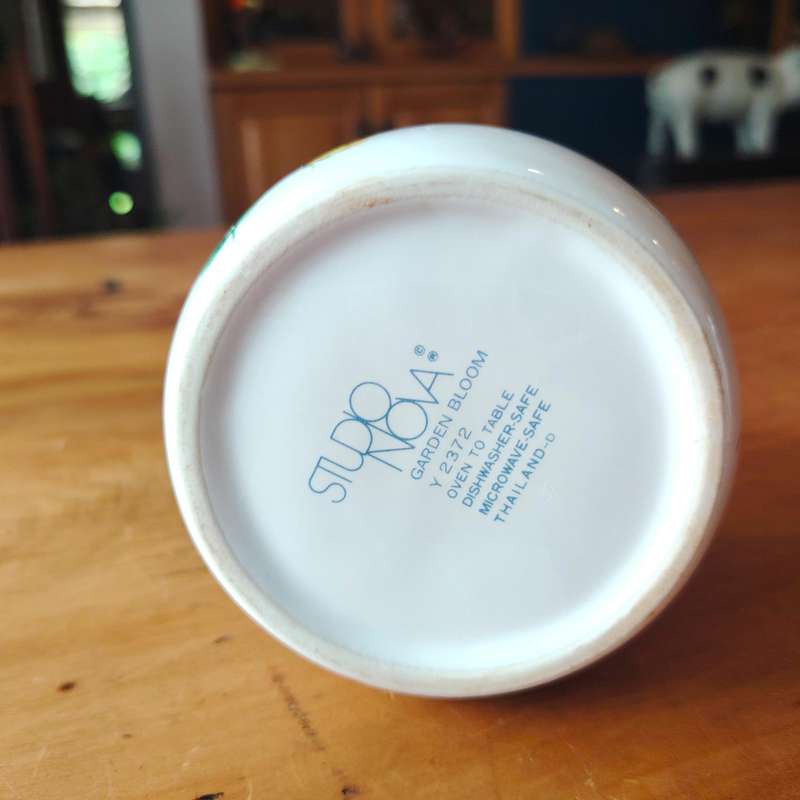 STUDIO
NOVA ©®
GARDEN BLOOM
Y 2372
OVEN TO TABLE
DISHWASHER-SAFE
MICROWAVE-SAFE
THAILAND-D